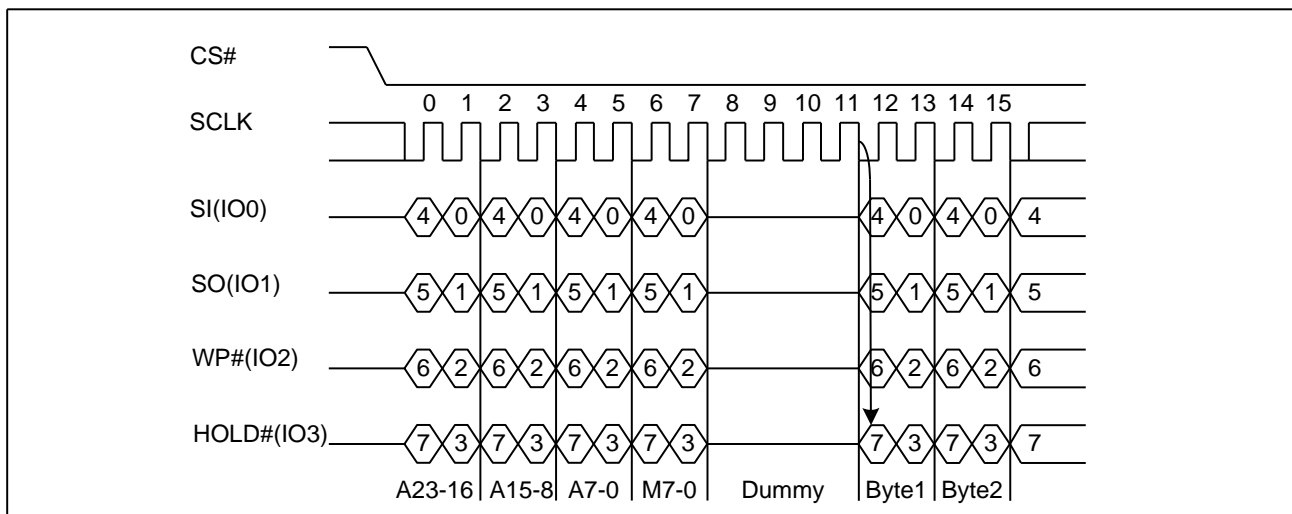 CS#
0 1 2 3 4 5 6 7 8 9 10 11 12 13 14 15
SCLK
SI(IO0) 4 0 4 0 4 0 4 0 4 0 4 0 4
SO(IO1) 5 1 5 1 5 1 5 1 5 1 5 1 5
WP#(IO2) 6 2 6 2 6 2 6 2 6 2 6 2 6
HOLD#(IO3) 7 3 7 3 7 3 7 3 7 3 7 3 7
A23-16 A15-8 A7-0 M7-0 Dummy Byte1 Byte2